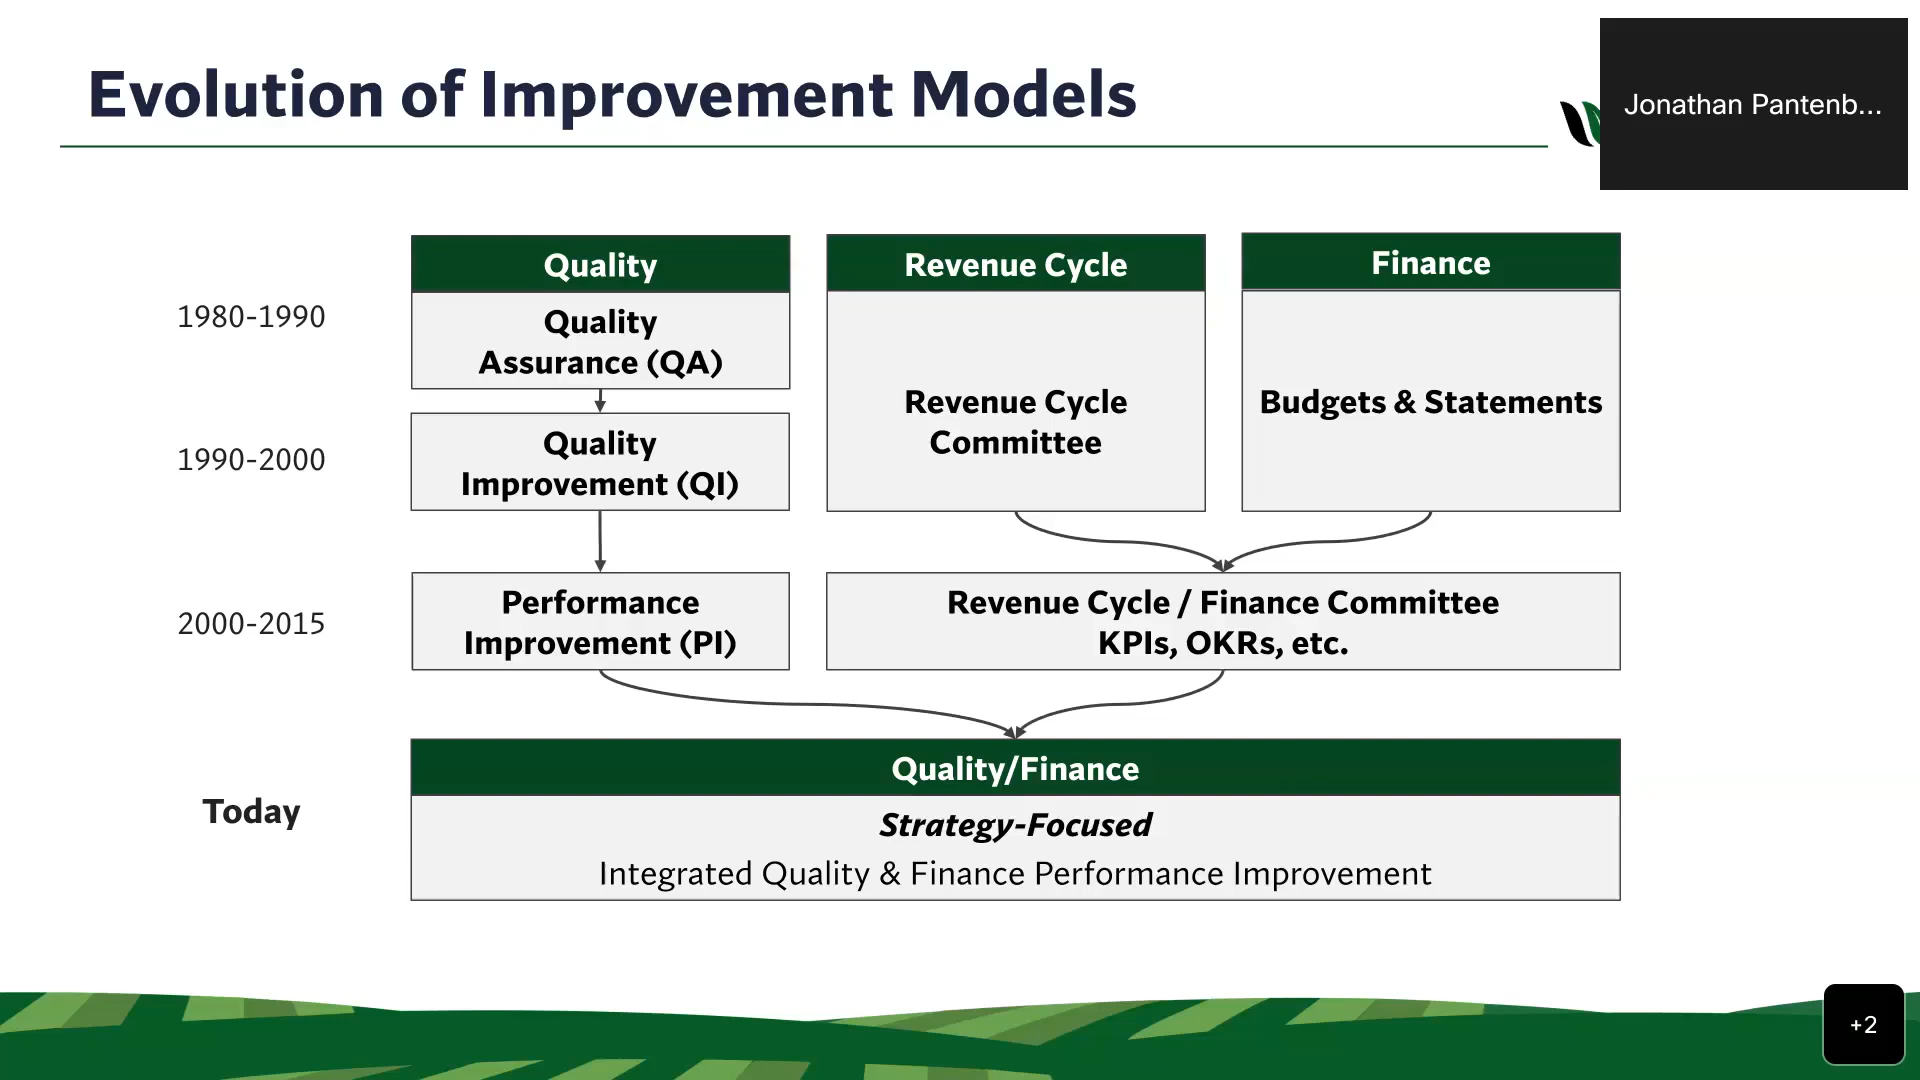 Evolution of Improvement Models
Jonathan Pantenb...
Quality
Revenue Cycle
Finance
1980-1990
Quality
Assurance (QA)
Revenue Cycle
Committee
Budgets & Statements
1990-2000
Quality
Improvement (QI)
2000-2015
Performance
Improvement (PI)
Revenue Cycle / Finance Committee
KPIs, OKRs, etc.
Today
Quality/Finance
Strategy-Focused
Integrated Quality & Finance Performance Improvement
+2